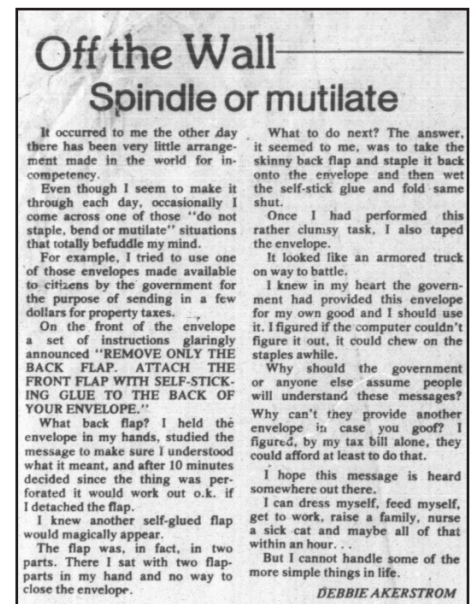 Off the Wall
Spindle or mutilate
It occurred to me the other day
there has been very little arrange-
ment made in the world for in-
competency.
Even though I seem to make it
through each day, occasionally I
come across one of those "do not
staple, bend or mutilate" situations
that totally befuddle my mind.
For example, I tried to use one
of those envelopes made available
to citizens by the government for
the purpose of sending in a few
dollars for property taxes.
On the front of the envelope
a set of instructions glaringly
announced "REMOVE ONLY THE
BACK FLAP. ATTACH THE
FRONT FLAP WITH SELF-STICK-
ING GLUE TO THE BACK OF
YOUR ENVELOPE."
What back flap? I held the
envelope in my hands, studied the
message to make sure I understood
what it meant, and after 10 minutes
decided since the thing was per-
forated it would work out o.k. if
I detached the flap.
I knew another self-glued flap
would magically appear.
The flap was, in fact, in two
parts. There I sat with two flap-
parts in my hand and no way to
close the envelope.
What to do next? The answer,
it seemed to me, was to take the
skinny back flap and staple it back
onto the envelope and then wet
the self-stick glue and fold same
shut.
Once I had performed this
rather clumsy task, I also taped
the envelope.
It looked like an armored truck
on way to battle.
I knew in my heart the govern-
ment had provided this envelope
for my own good and I should use
it. I figured if the computer couldn't
figure it out, it could chew on the
staples awhile.
Why should the government
or anyone else assume people
will understand these messages?
Why can't they provide another
envelope in case you goof? I
figured, by my tax bill alone, they
could afford at least to do that.
I hope this message is heard
somewhere out there.
I can dress myself, feed myself,
get to work, raise a family, nurse
a sick cat and maybe all of that
within an hour. . .
But I cannot handle some of the
more simple things in life.
DEBBIE AKERSTROM